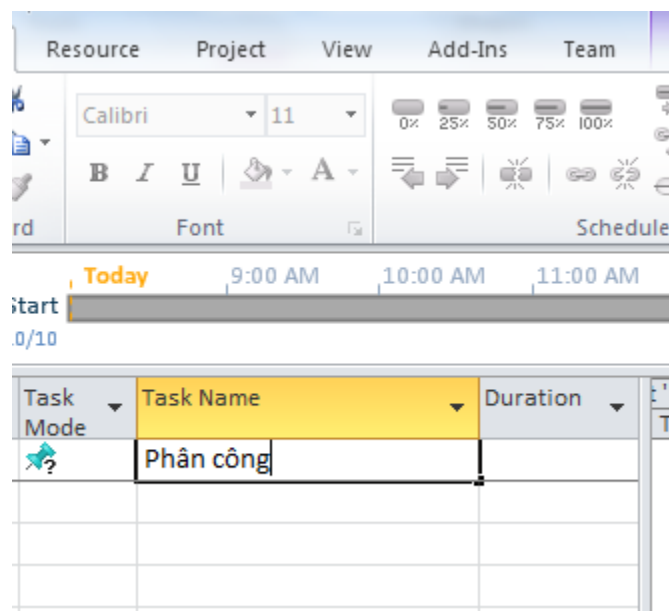 Resource Project View Add-Ins Team
Calibri 11
0% 25% 50% 75% 100%
B I U A
rd Font Schedule
Today 9:00 AM 10:00 AM 11:00 AM
Start
0/10
Task Mode Task Name Duration
Phân công